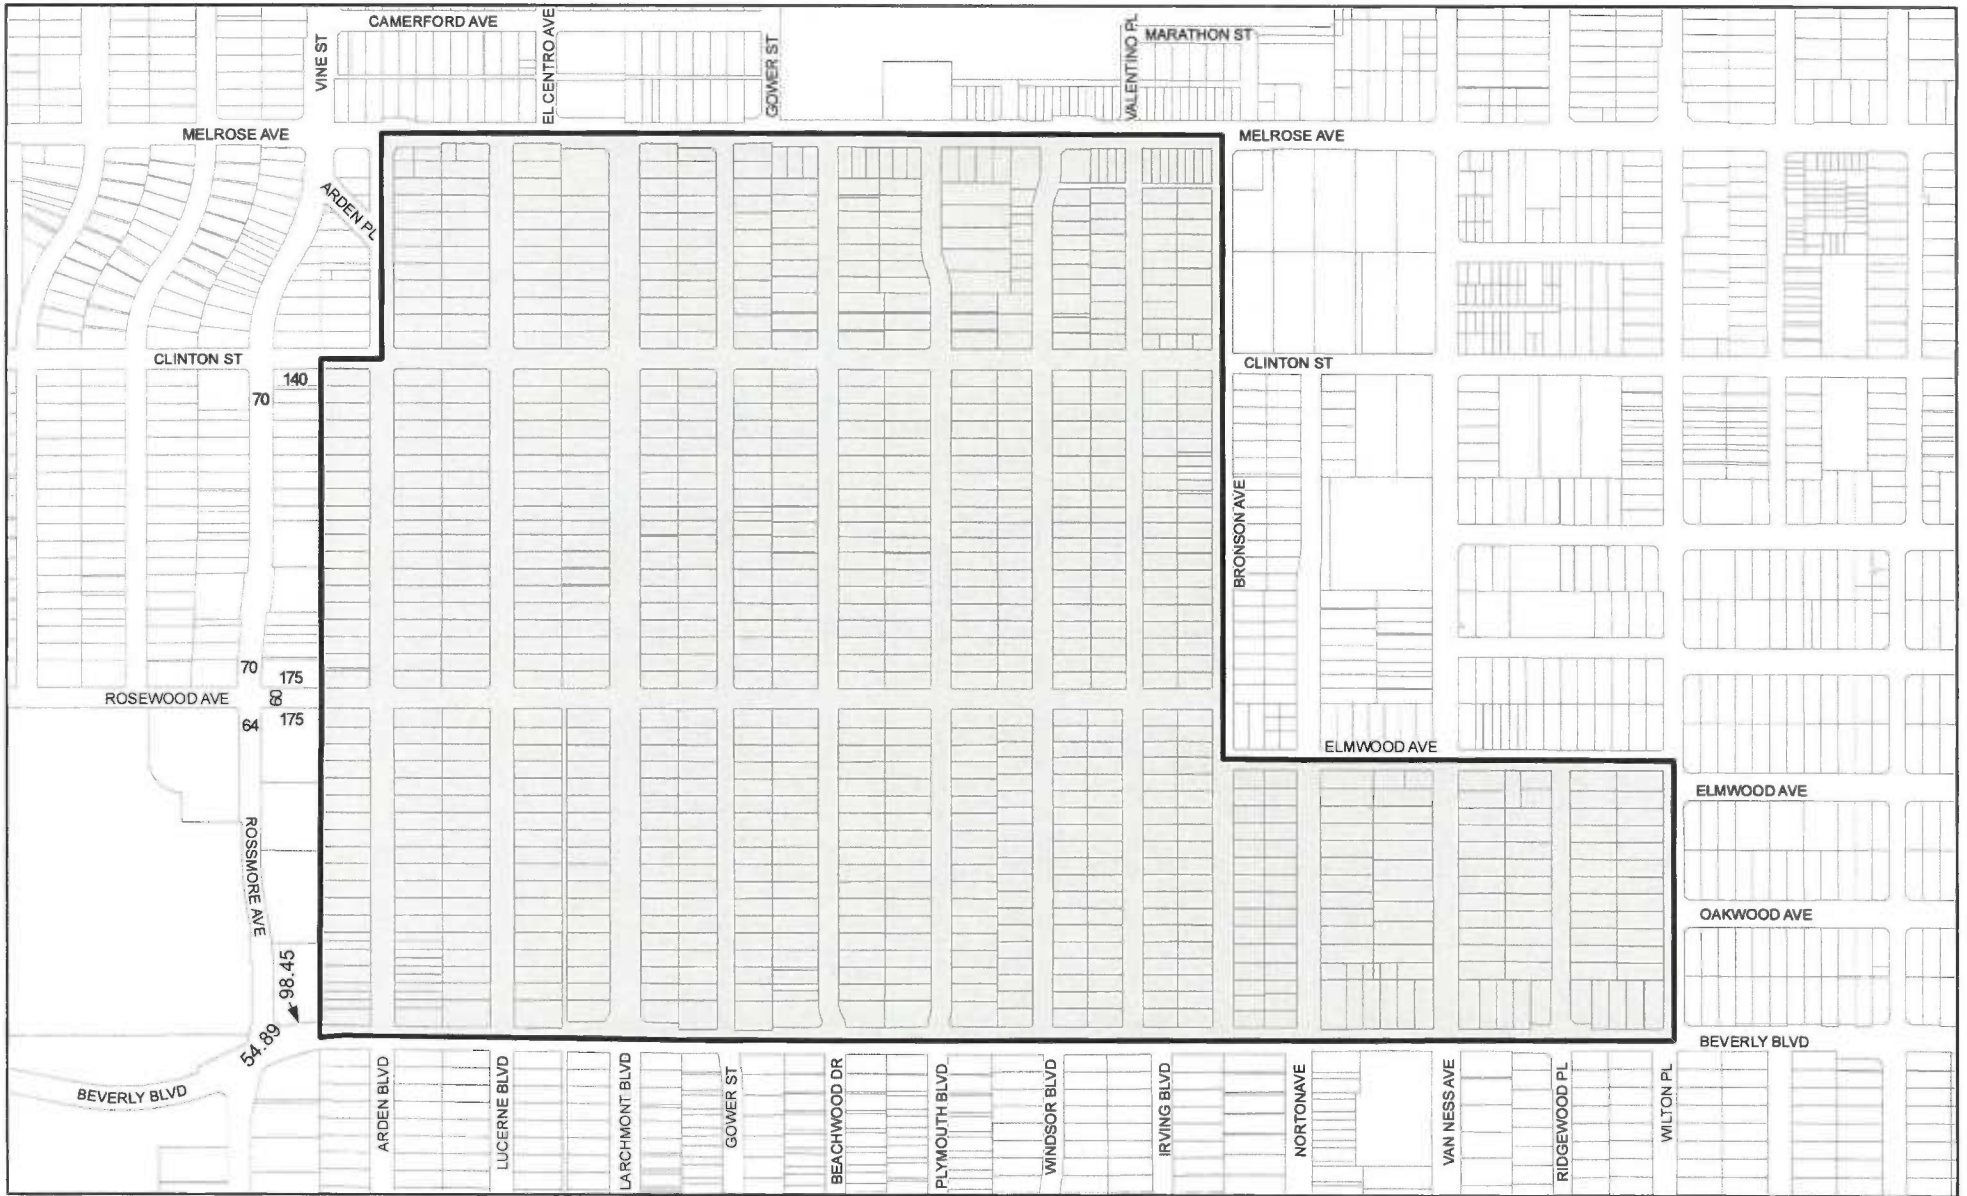 CAMERFORD AVE
VINE ST
EL CENTRO AVE
GOWER ST
VALENTINO PL
MARATHON ST
MELROSE AVE
MELROSE AVE
ARDEN PL
CLINTON ST
CLINTON ST
140
70
BRONSON AVE
70
175
ROSEWOOD AVE
60
64
175
ELMWOOD AVE
ELMWOOD AVE
ROSSMORE AVE
OAKWOOD AVE
98.45
54.89
BEVERLY BLVD
BEVERLY BLVD
ARDEN BLVD
LUCERNE BLVD
LARCHMONT BLVD
GOWER ST
BEACHWOOD DR
PLYMOUTH BLVD
WINDSOR BLVD
IRVING BLVD
NORTONAVE
VAN NESS AVE
RIDGEWOOD PL
WILTON PL